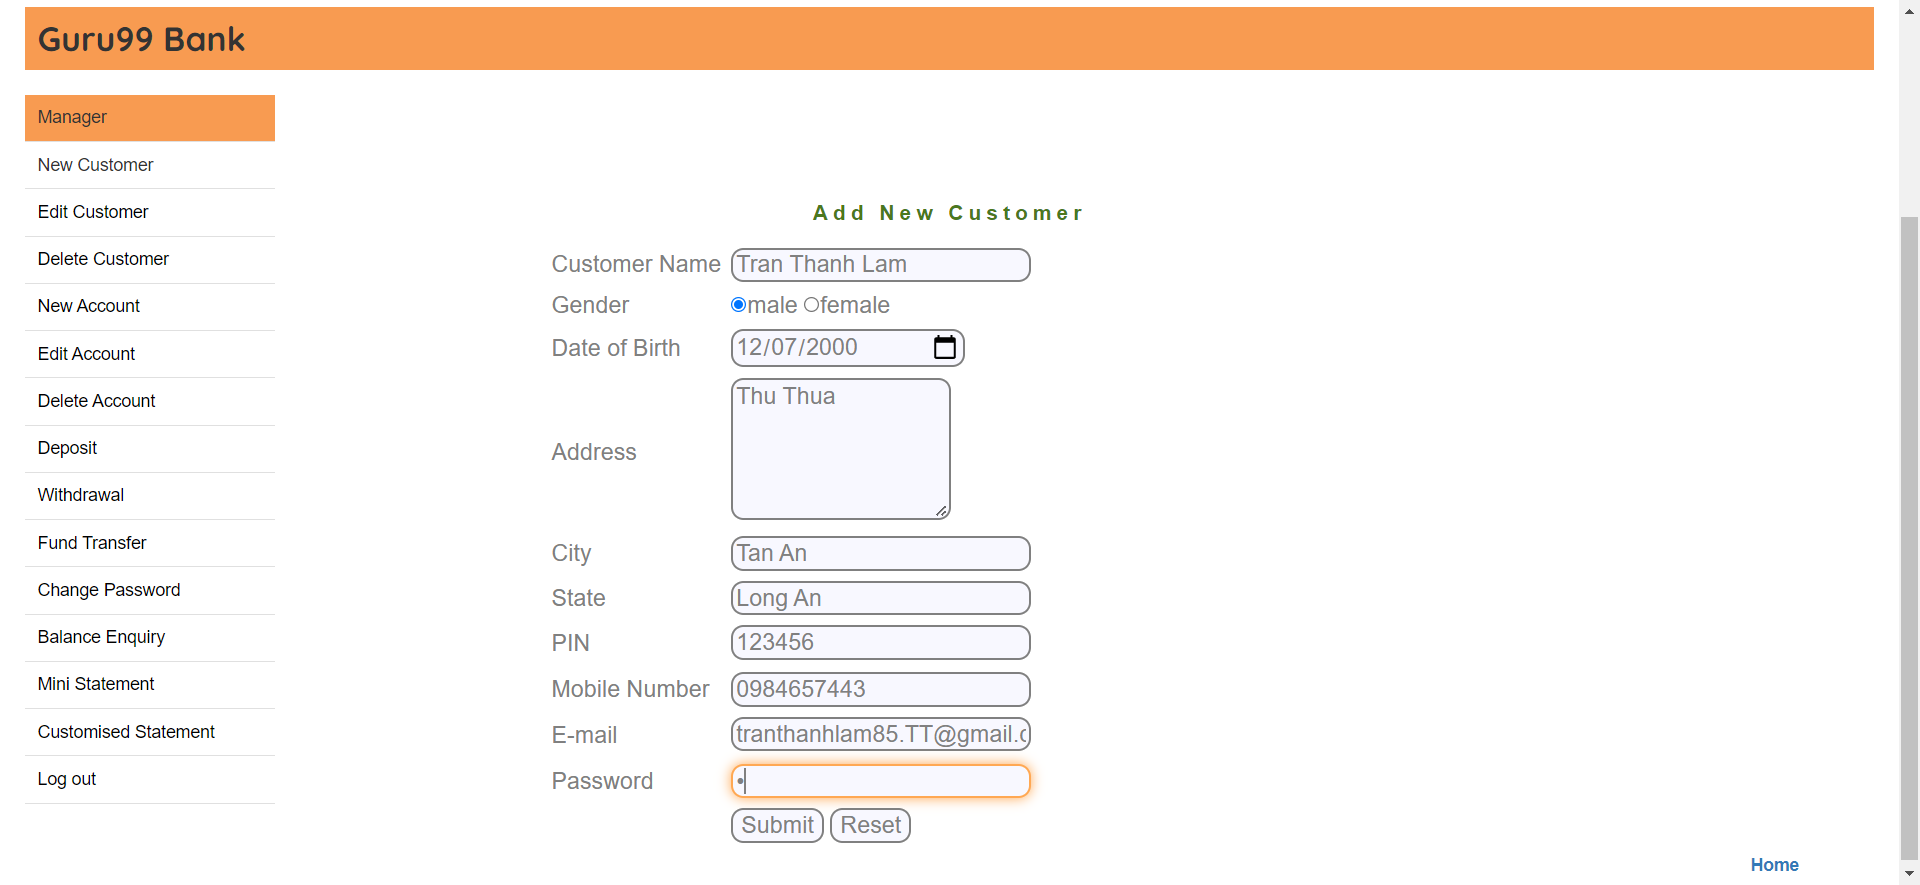 Guru99 Bank
Manager
New Customer
Edit Customer
Delete Customer
New Account
Edit Account
Delete Account
Deposit
Withdrawal
Fund Transfer
Change Password
Balance Enquiry
Mini Statement
Customised Statement
Log out
Add New Customer
Customer Name Tran Thanh Lam
Gender male female
Date of Birth 12/07/2000
Address Thu Thua
City Tan An
State Long An
PIN 123456
Mobile Number 0984657443
E-mail tranthanhlam85.TT@gmail.c
Password •
Submit Reset
Home